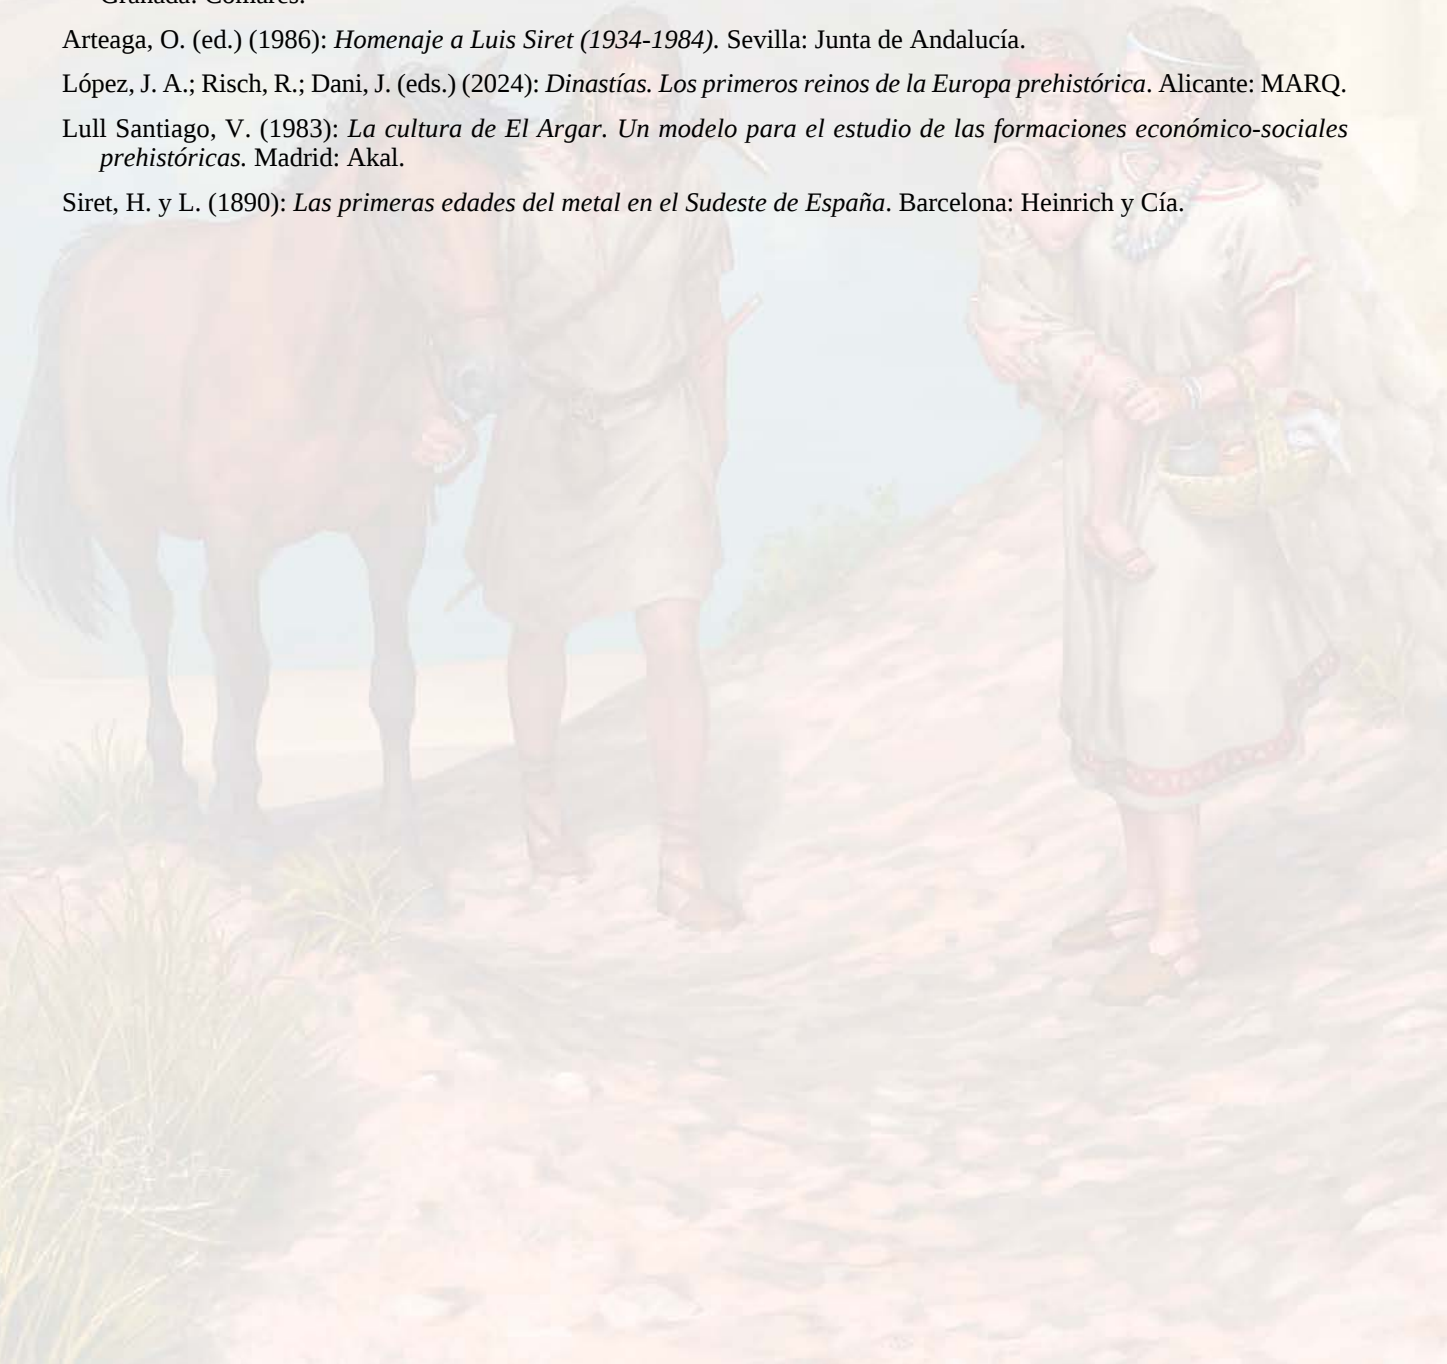 Granada: Comares.
Arteaga, O. (ed.) (1986): Homenaje a Luis Siret (1934-1984). Sevilla: Junta de Andalucía.
López, J. A.; Risch, R.; Dani, J. (eds.) (2024): Dinastías. Los primeros reinos de la Europa prehistórica. Alicante: MARQ.
Lull Santiago, V. (1983): La cultura de El Argar. Un modelo para el estudio de las formaciones económico-sociales
prehistóricas. Madrid: Akal.
Siret, H. y L. (1890): Las primeras edades del metal en el Sudeste de España. Barcelona: Heinrich y Cía.